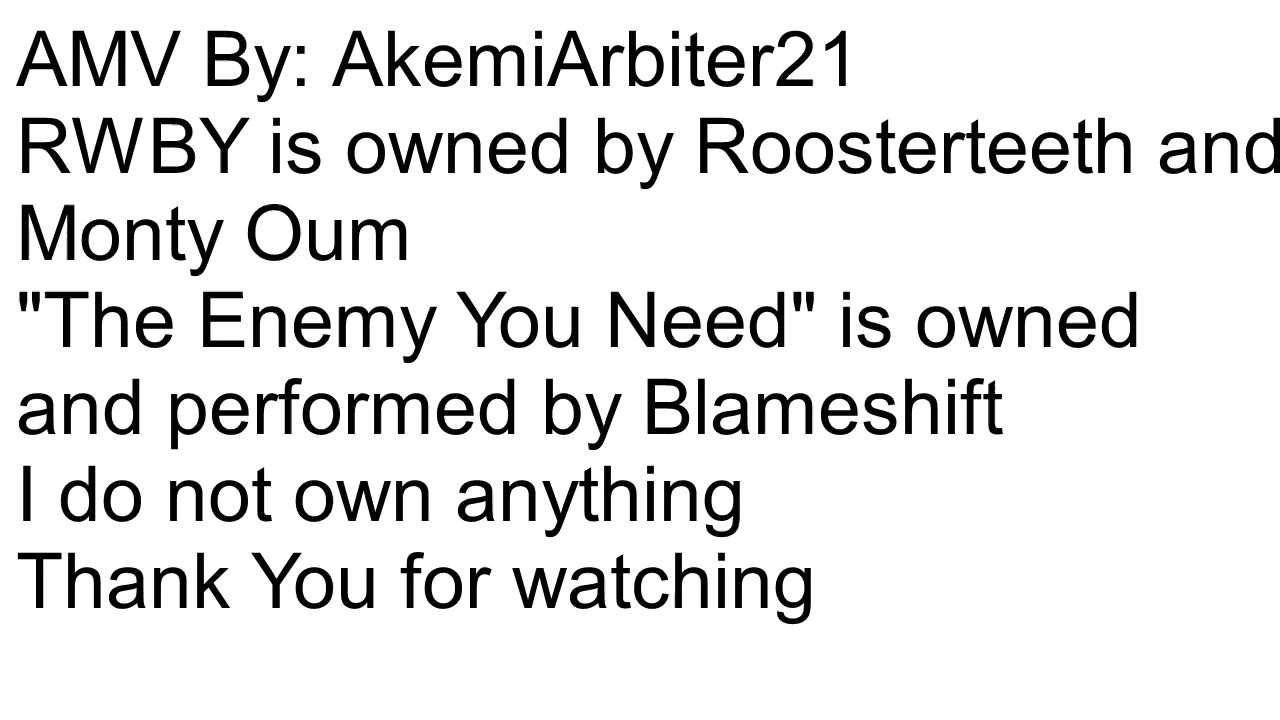 AMV By: AkemiArbiter21
RWBY is owned by Roosterteeth and
Monty Oum
"The Enemy You Need" is owned
and performed by Blameshift
I do not own anything
Thank You for watching